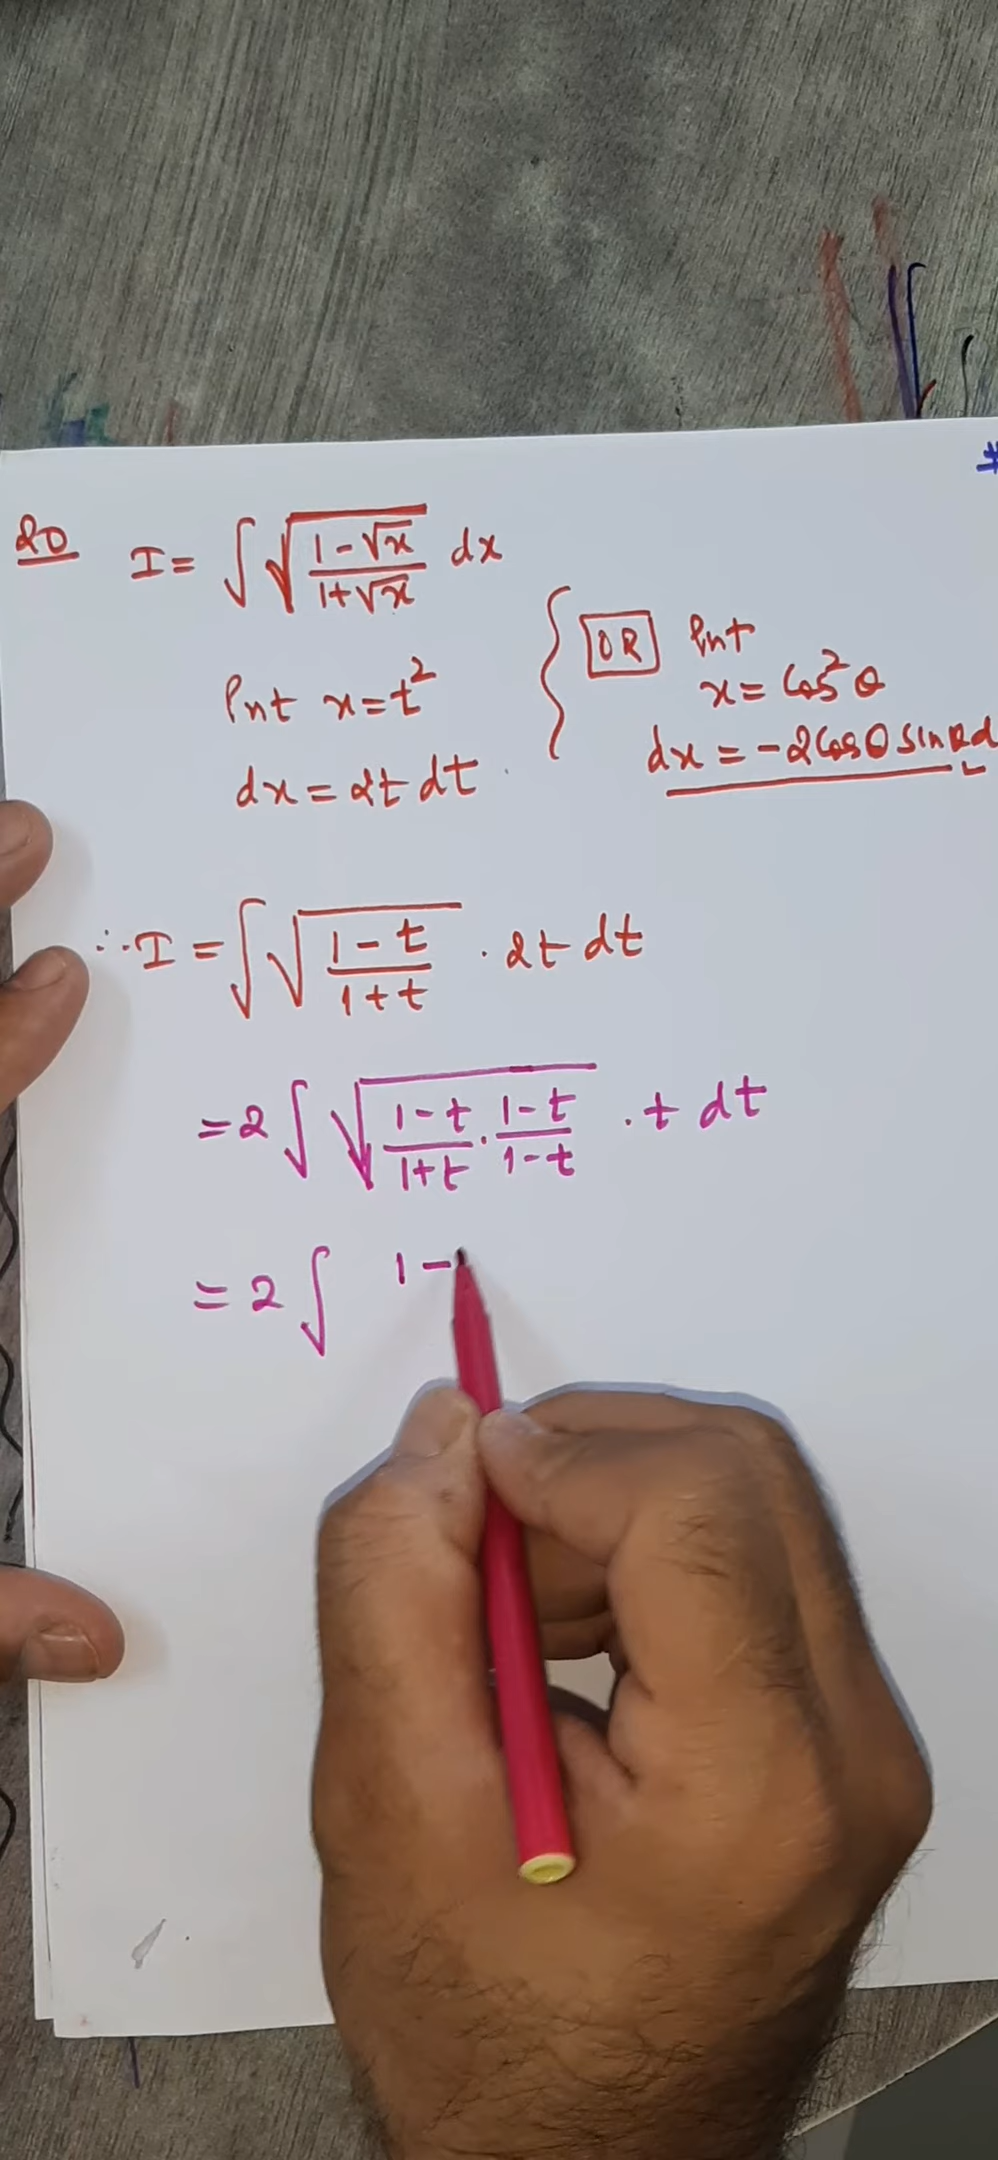 20 I = ∫ √((1-√x)/(1+√x)) dx
Put x = t²
dx = 2t dt.
{ OR Put
x = Cos²θ
dx = -2Cosθ sinθ d
∴ I = ∫ √((1-t)/(1+t)) · 2t dt
= 2 ∫ √((1-t)/(1+t) · (1-t)/(1-t)) · t dt
= 2 ∫ 1-